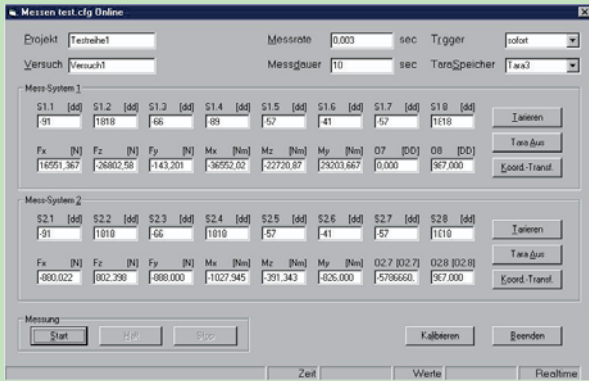 Messen test.cfg Online
Projekt Testreihe1 Messrate 0,003 sec Trigger sofort
Versuch Versuch1 Messdauer 10 sec TaraSpeicher Tara3
Mess-System 1
S1.1 [dd] S1.2 [dd] S1.3 [dd] S1.4 [dd] S1.5 [dd] S1.6 [dd] S1.7 [dd] S1 8 [dd]
-91 1818 -66 -89 -57 -41 -57 1818
Tarieren
Fx [N] Fz [N] Fy [N] Mx [Nm] Mz [Nm] My [Nm] O7 [DD] O8 [DD]
Tara Aus
16551,367 -26802,58 -143,201 -36552,02 -22720,87 29203,667 0,000 987,000
Koord.-Transf.
Mess-System 2
S2.1 [dd] S2.2 [dd] S2.3 [dd] S2.4 [dd] S2.5 [dd] S2.6 [dd] S2.7 [dd] S2.8 [dd]
-91 1818 -66 1818 -57 -41 -57 1818
Tarieren
Fx [N] Fz [N] Fy [N] Mx [Nm] Mz [Nm] My [Nm] O2.7 [O2.7] O2.8 [O2.8]
Tara Aus
-880,022 802,398 -888,000 -1027,945 -391,343 -826,000 -5786660, 987,000
Koord.-Transf.
Messung
Start Halt Stop Kalibrieren Beenden
Zeit Werte Realtime